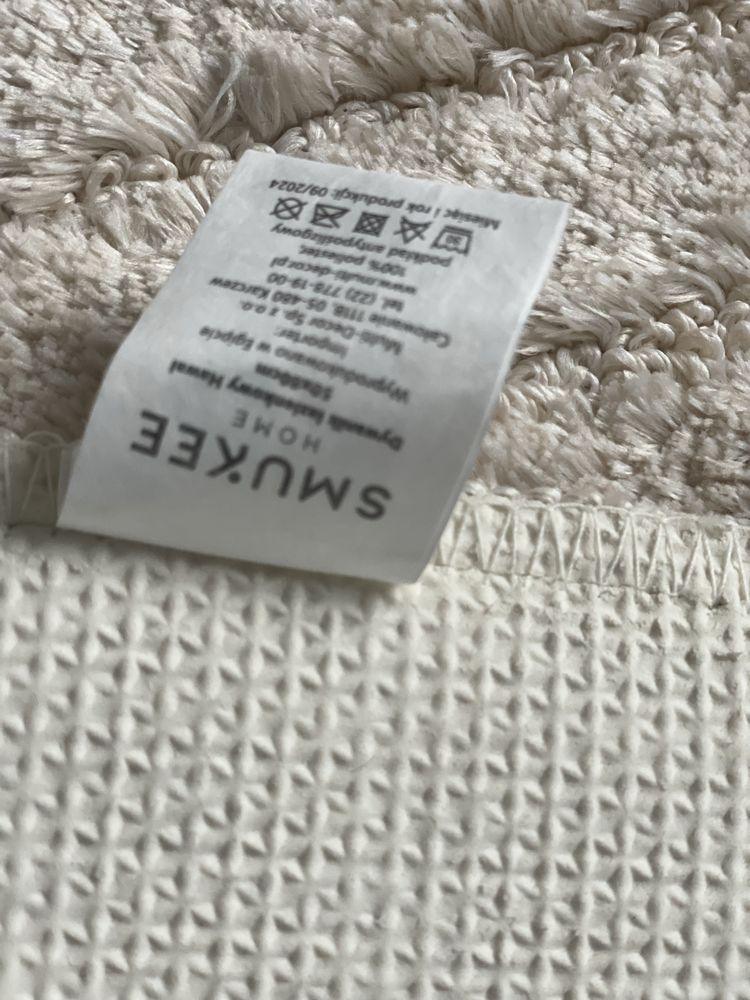 SMUKEE
HOME
Dywanik łazienkowy Hawai
50x80cm
Wyprodukowano w Egipcie
Importer:
Multi-Decor Sp. z o.o.
Całowanie 111B, 05-480 Karczew
tel. (22) 778-19-00
www.multi-decor.pl
100% poliester,
podkład antypoślizgowy
30
Miesiąc i rok produkcji: 09/2024